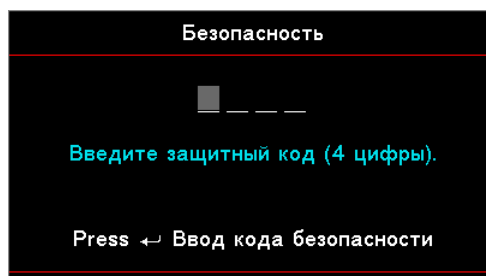 Безопасность
_ _ _ _
Введите защитный код (4 цифры).
Press ↵ Ввод кода безопасности